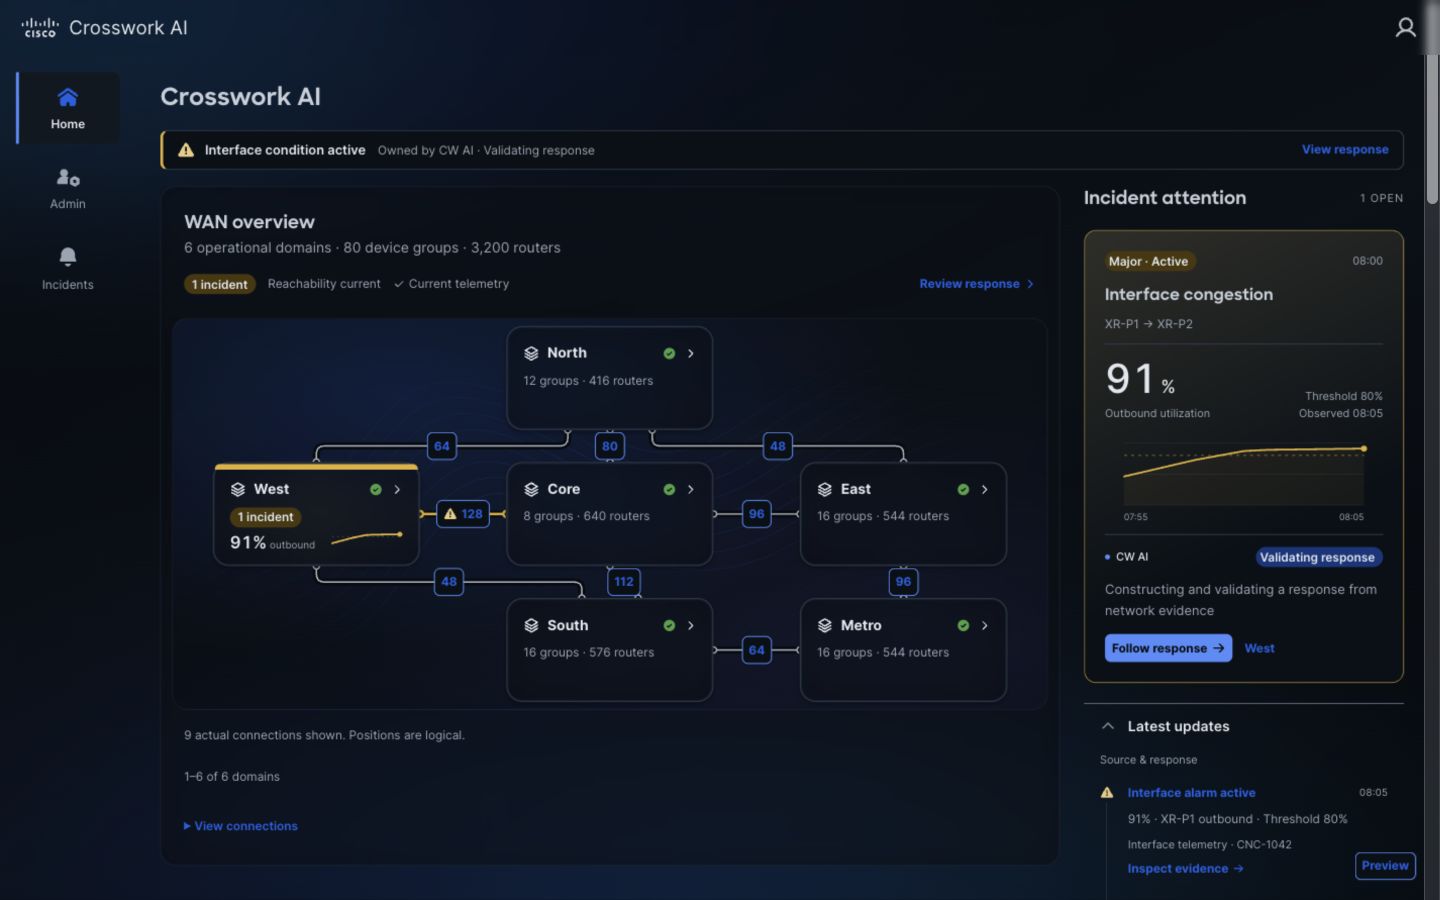 CISCO
Crosswork AI
Home
Admin
Incidents
Crosswork AI
Interface condition active Owned by CW AI · Validating response View response
WAN overview
6 operational domains · 80 device groups · 3,200 routers
1 incident Reachability current Current telemetry Review response
North
12 groups · 416 routers
64 80 48
West
1 incident
91% outbound
128
Core
8 groups · 640 routers
96
East
16 groups · 544 routers
48 112 96
South
16 groups · 576 routers
64
Metro
16 groups · 544 routers
9 actual connections shown. Positions are logical.
1–6 of 6 domains
View connections
Incident attention 1 OPEN
Major · Active 08:00
Interface congestion
XR-P1 → XR-P2
91 %
Outbound utilization
Threshold 80%
Observed 08:05
07:55 08:05
CW AI Validating response
Constructing and validating a response from
network evidence
Follow response → West
Latest updates
Source & response
Interface alarm active 08:05
91% · XR-P1 outbound · Threshold 80%
Interface telemetry · CNC-1042
Inspect evidence →
Preview